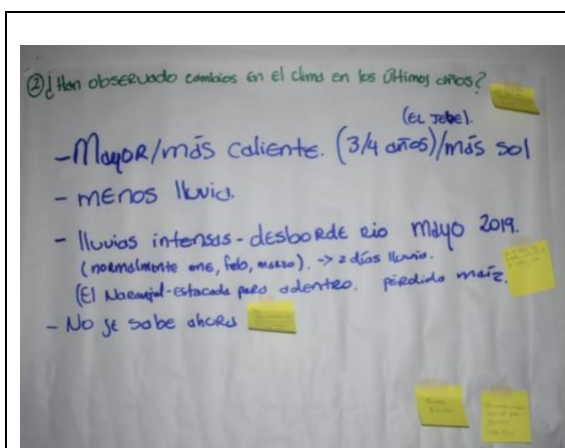 ② ¿Han observado cambios en el clima en los últimos años?
(EL JEBE).
- Mayor/más caliente. (3/4 años)/más sol
- menos lluvia.
- lluvias intensas - desborde rio mayo 2019.
(normalmente ene, feb, marzo). -> 2 días lluvia.
(El Naranjal - estacada para adentro. pérdida maíz.
- No se sabe ahora